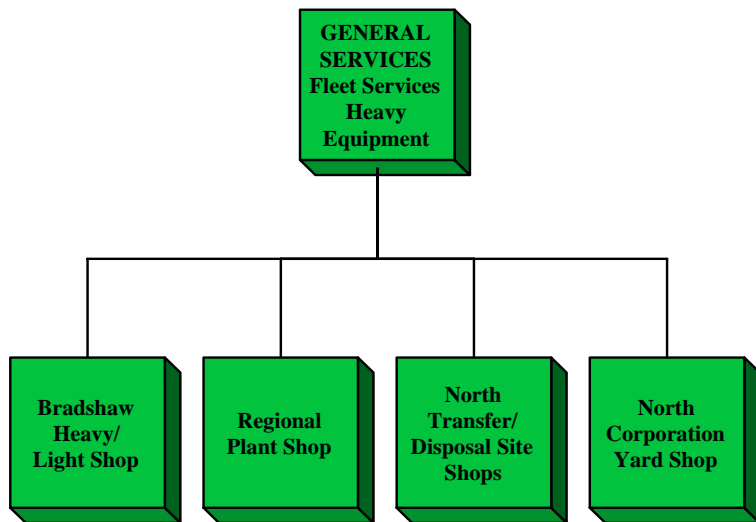 GENERAL
SERVICES
Fleet Services
Heavy
Equipment
Bradshaw
Heavy/
Light Shop
Regional
Plant Shop
North
Transfer/
Disposal Site
Shops
North
Corporation
Yard Shop